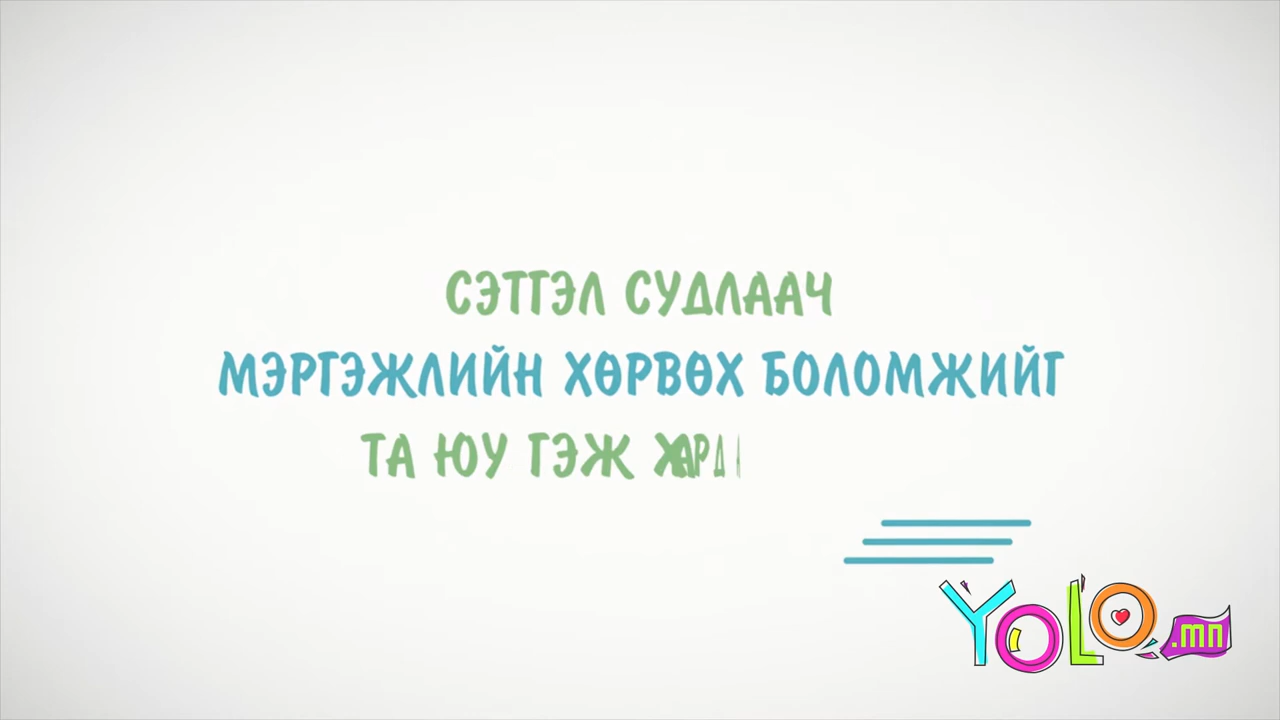 СЭТГЭЛ СУДЛААЧ
МЭРГЭЖЛИЙН ХӨРВӨХ БОЛОМЖИЙГ
ТА ЮУ ГЭЖ
YOLO.mn